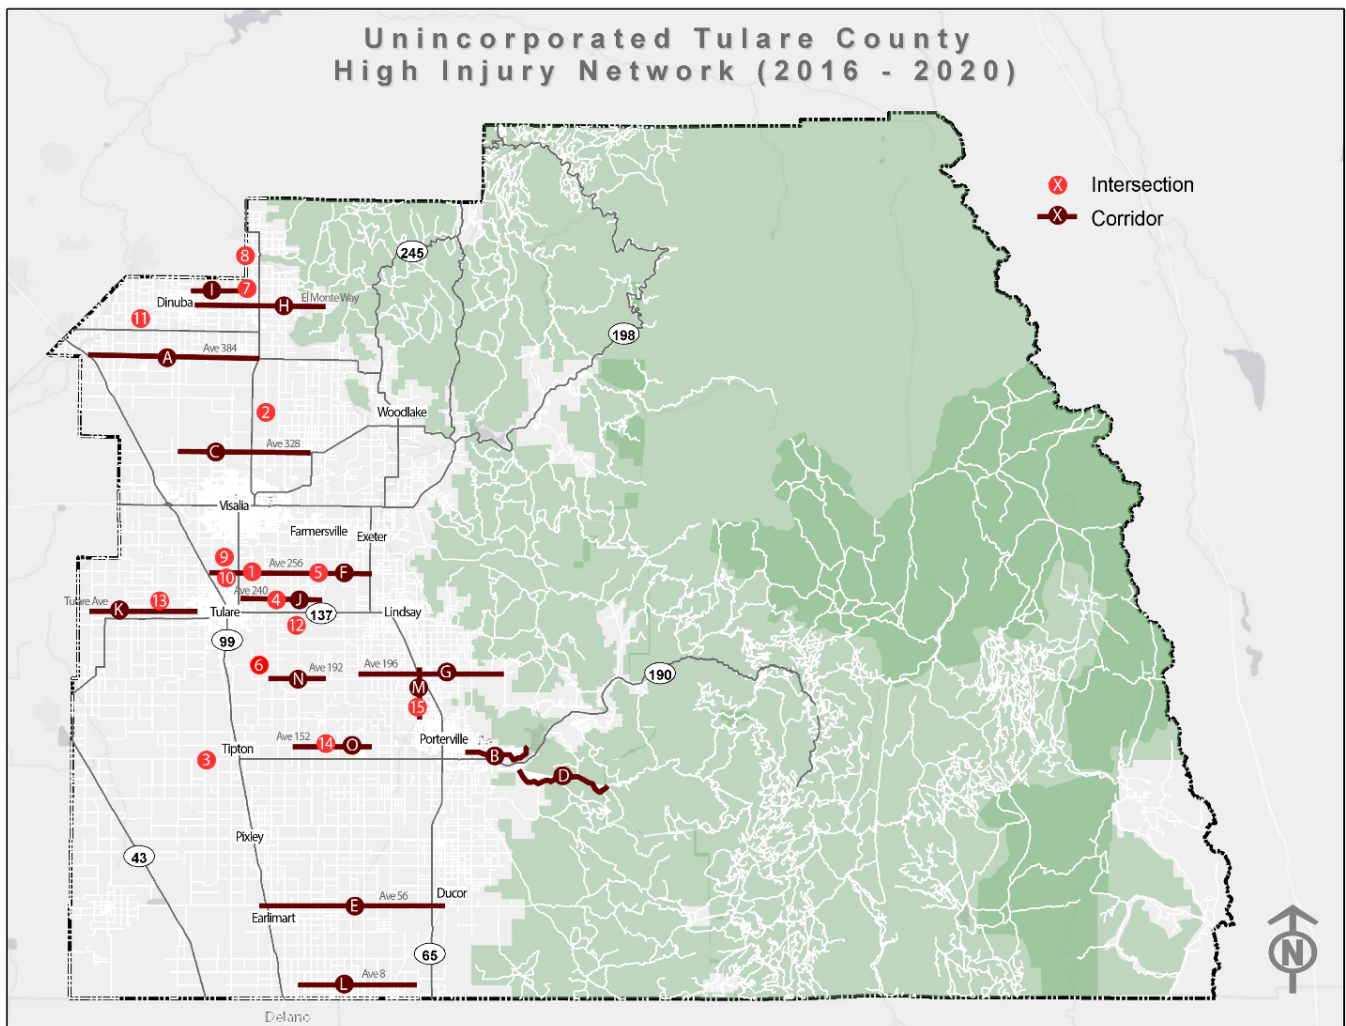 Unincorporated Tulare County
High Injury Network (2016 - 2020)
X Intersection
X Corridor
245
8
I 7
Dinuba
H El Monte Way
11
198
Ave 384
A
2
Woodlake
Ave 328
C
Visalia
Farmersville
Exeter
9
Ave 256
10 1 5 F
Ave 240
4 J
Tulare Ave
K 13
Tulare
137
Lindsay
12
99
6
Ave 192
N
Ave 196
G
M
190
15
Ave 152
14 O
Porterville
Tipton
3
B
D
Pixley
43
Ducor
Ave 56
E
Earlimart
65
Ave 8
L
N
Delano